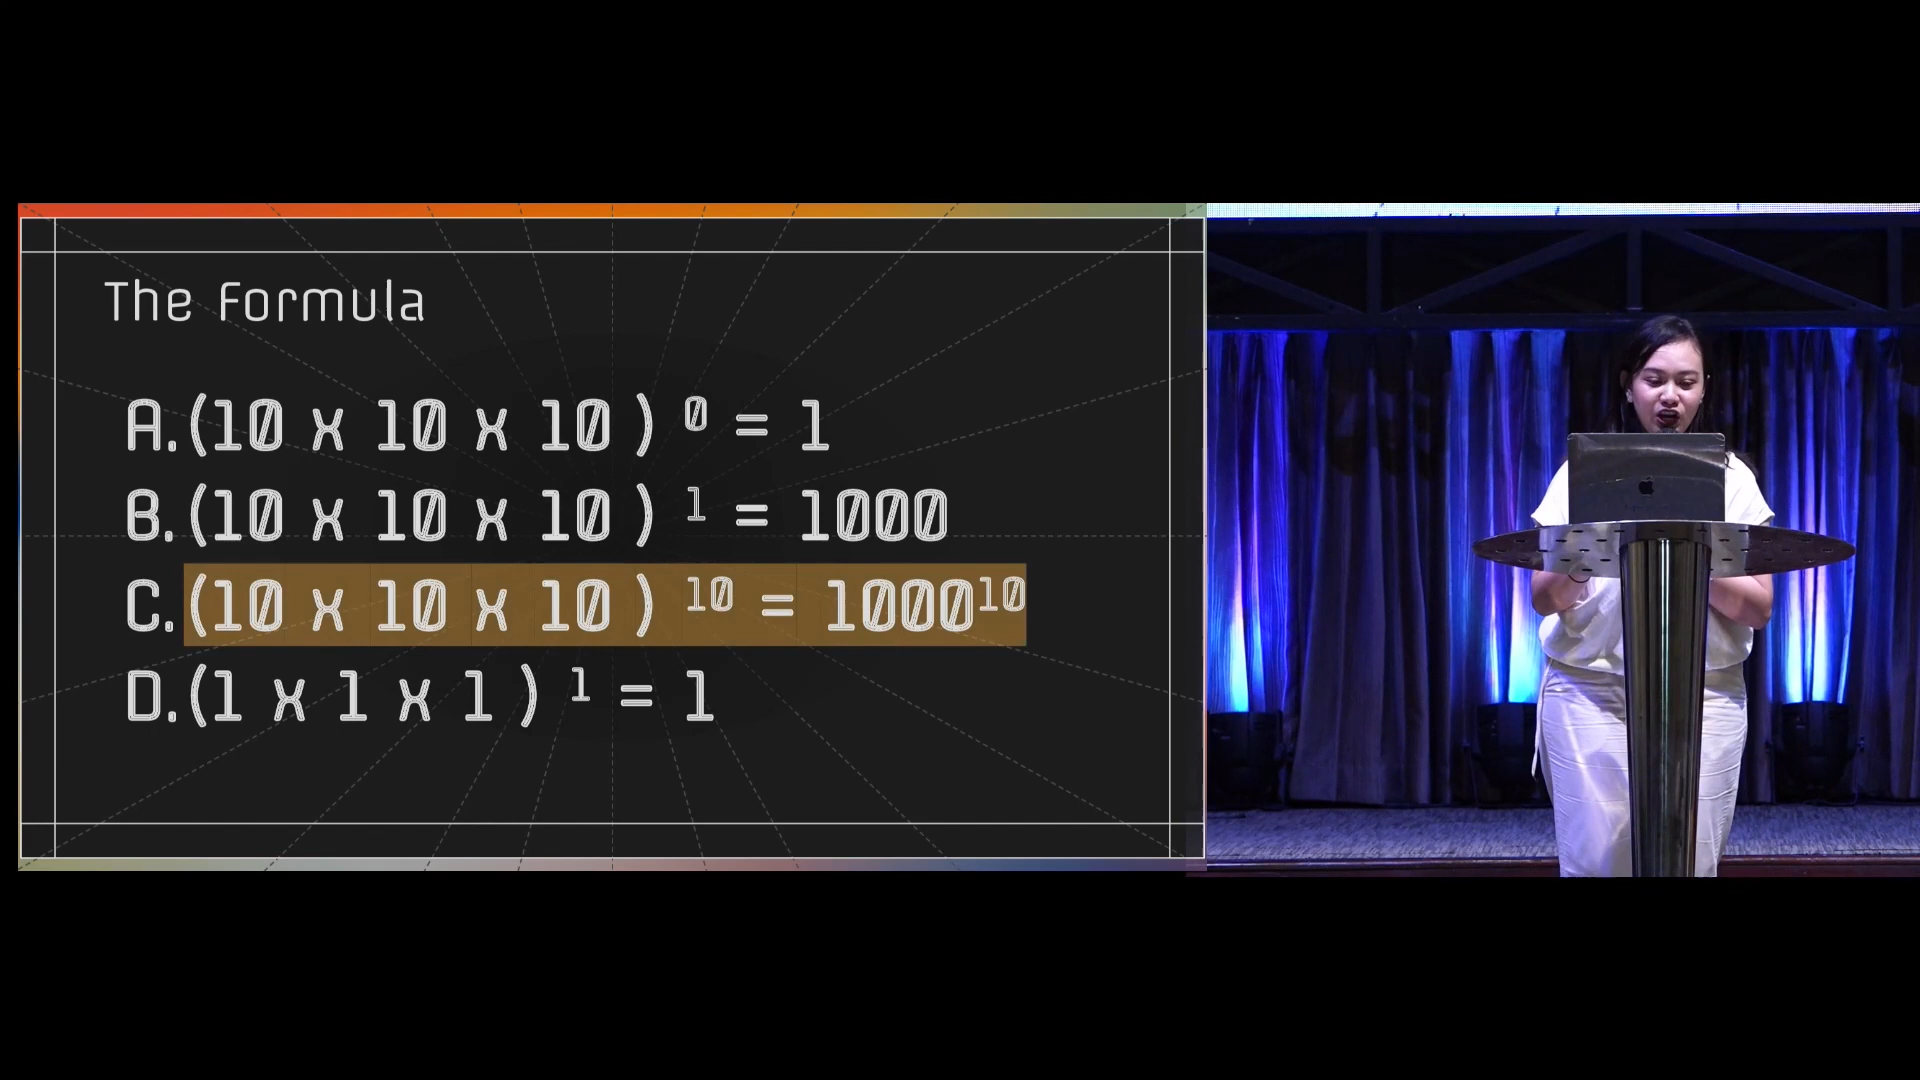 The Formula
A. (10 x 10 x 10 ) ⁰ = 1
B. (10 x 10 x 10 ) ¹ = 1000
C. (10 x 10 x 10 ) ¹⁰ = 1000¹⁰
D. (1 x 1 x 1 ) ¹ = 1